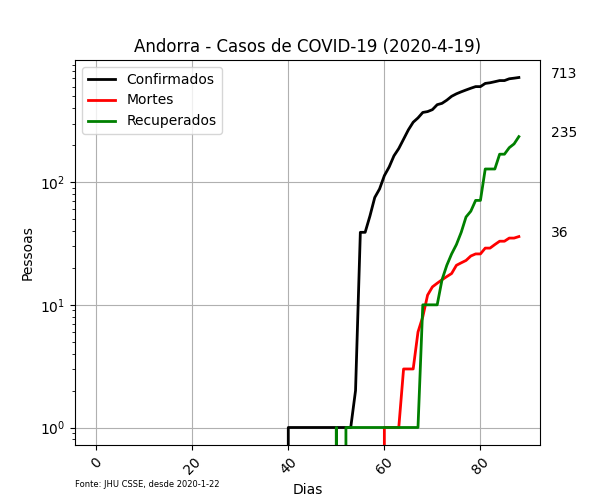 Andorra - Casos de COVID-19 (2020-4-19)
Confirmados
Mortes
Recuperados
713
235
36
Pessoas
10²
10¹
10⁰
0
20
40
60
80
Dias
Fonte: JHU CSSE, desde 2020-1-22